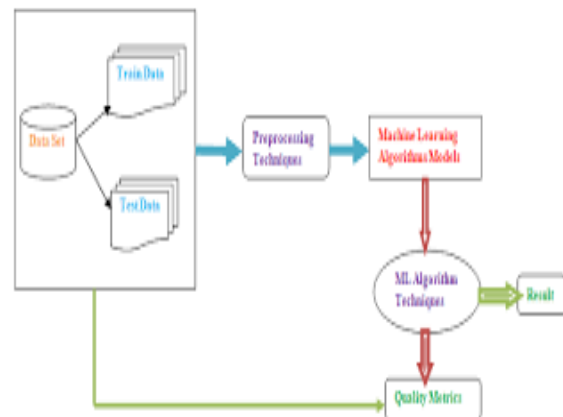 Train Data
Data Set
Test Data
Preprocessing
Techniques
Machine Learning
Algorithms Models
ML Algorithm
Techniques
Result
Quality Metrics